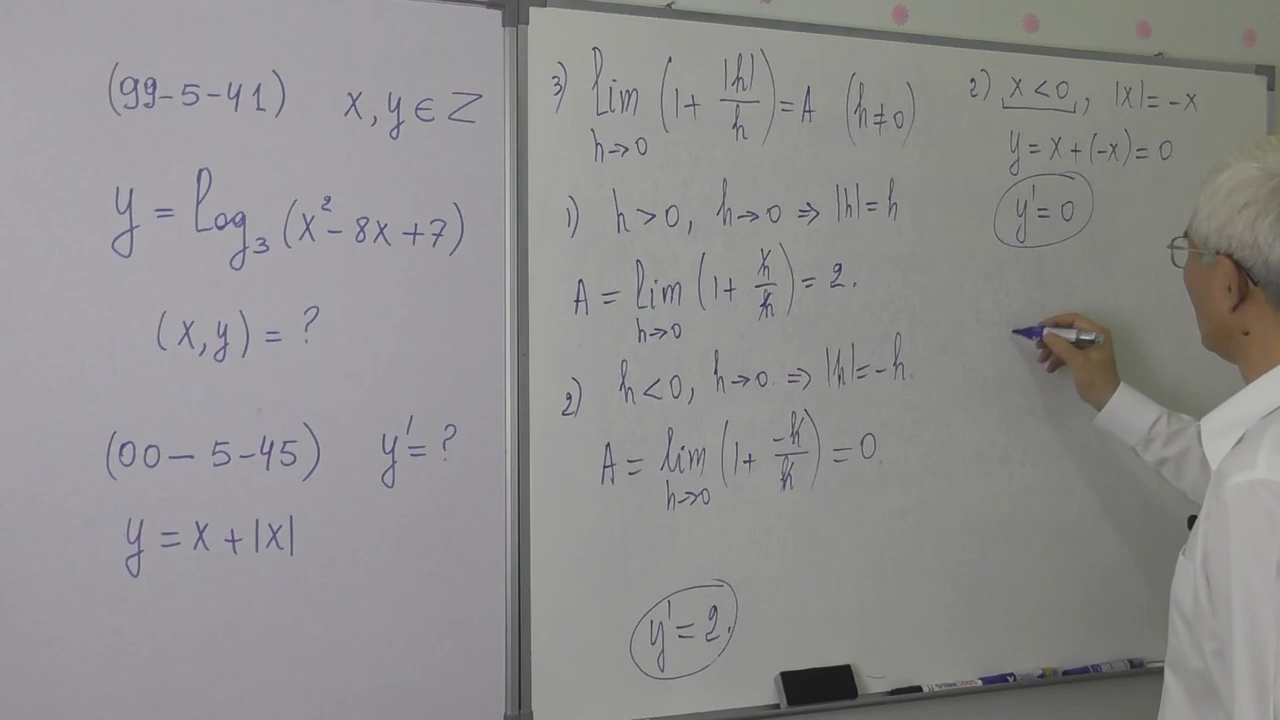 (99-5-41) x, y ∈ Z
y = log₃(x² - 8x + 7)
(x, y) = ?
(00 - 5 - 45) y' = ?
y = x + |x|
3) lim h→0 (1 + |h|/h) = A (h ≠ 0)
1) h > 0, h→0 ⇒ |h| = h
A = lim h→0 (1 + h/h) = 2.
2) h < 0, h→0 ⇒ |h| = -h
A = lim h→0 (1 + -h/h) = 0
y' = 2.
2) x < 0, |x| = -x
y = x + (-x) = 0
y' = 0